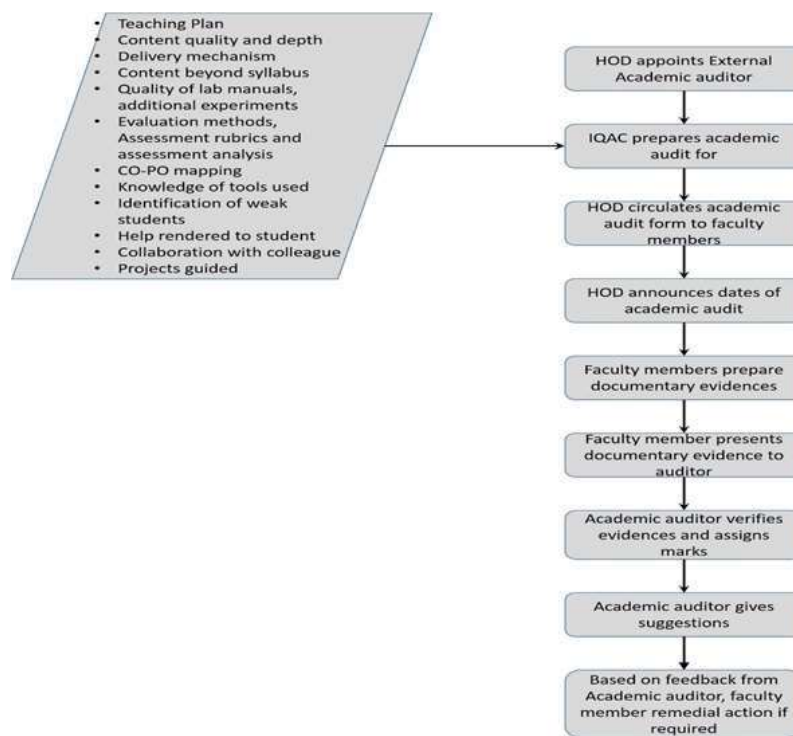 • Teaching Plan
• Content quality and depth
• Delivery mechanism
• Content beyond syllabus
• Quality of lab manuals,
additional experiments
• Evaluation methods,
Assessment rubrics and
assessment analysis
• CO-PO mapping
• Knowledge of tools used
• Identification of weak
students
• Help rendered to student
• Collaboration with colleague
• Projects guided
HOD appoints External
Academic auditor
IQAC prepares academic
audit for
HOD circulates academic
audit form to faculty
members
HOD announces dates of
academic audit
Faculty members prepare
documentary evidences
Faculty member presents
documentary evidence to
auditor
Academic auditor verifies
evidences and assigns
marks
Academic auditor gives
suggestions
Based on feedback from
Academic auditor, faculty
member remedial action if
required